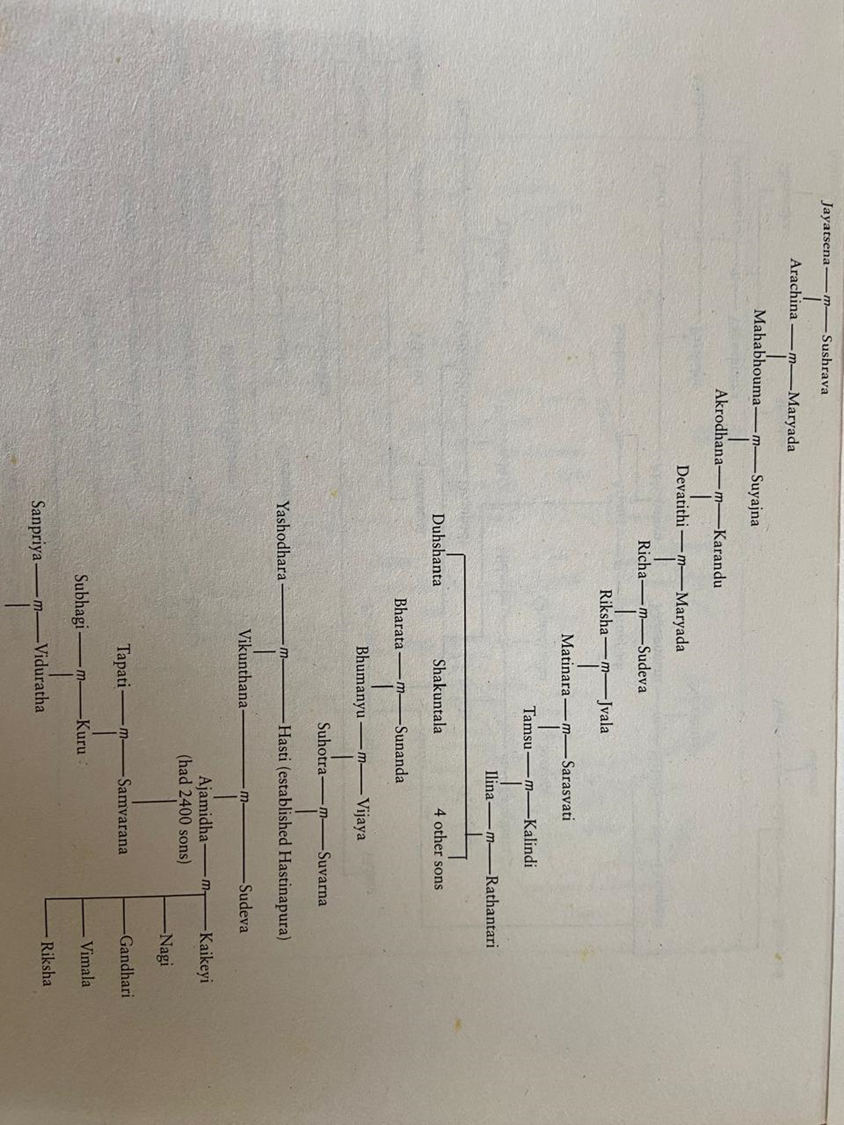 Jayatsena — m — Sushrava
Arachina — m — Maryada
Mahabhouma — m — Suyajna
Akrodhana — m — Karandu
Devatithi — m — Maryada
Richa — m — Sudeva
Riksha — m — Jvala
Matinara — m — Sarasvati
Tamsu — m — Kalindi
Ilina — m — Rathantari
Duhshanta Shakuntala 4 other sons
Bharata — m — Sunanda
Bhumanyu — m — Vijaya
Suhotra — m — Suvarna
Yashodhara — m — Hasti (established Hastinapura)
Vikunthana — m — Sudeva
Ajamidha — m — Kaikeyi
(had 2400 sons)
Nagi
Tapati — m — Samvarana
Gandhari
Subhagi — m — Kuru
Vimala
Sanpriya — m — Viduratha
Riksha